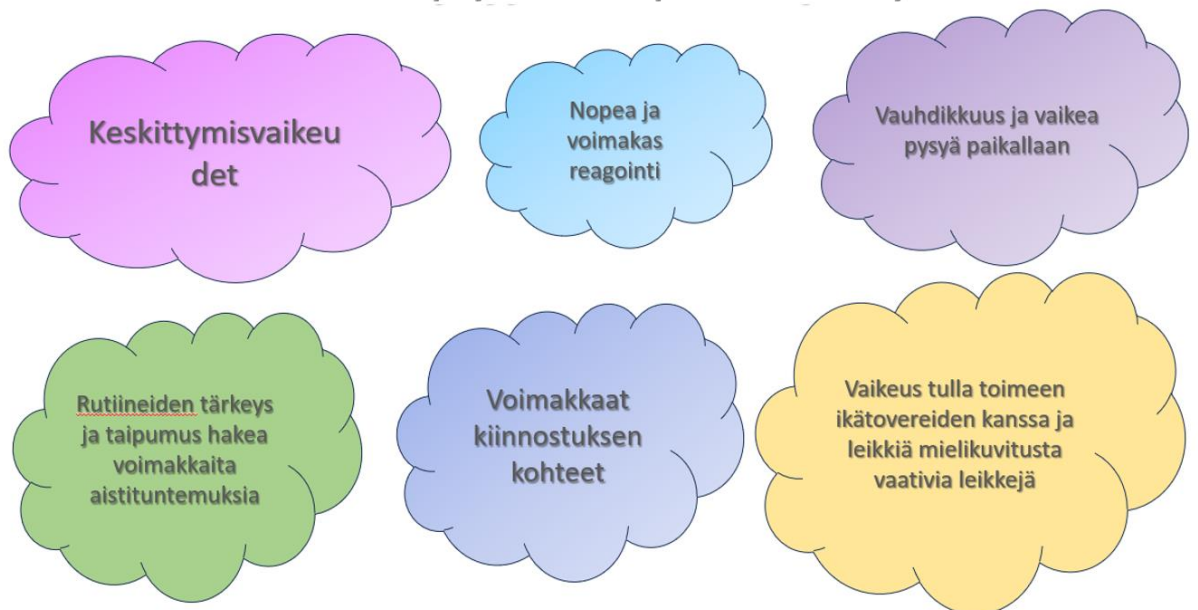 Keskittymisvaikeu
det
Nopea ja
voimakas
reagointi
Vauhdikkuus ja vaikea
pysyä paikallaan
Rutiineiden tärkeys
ja taipumus hakea
voimakkaita
aistituntemuksia
Voimakkaat
kiinnostuksen
kohteet
Vaikeus tulla toimeen
ikätovereiden kanssa ja
leikkiä mielikuvitusta
vaativia leikkejä